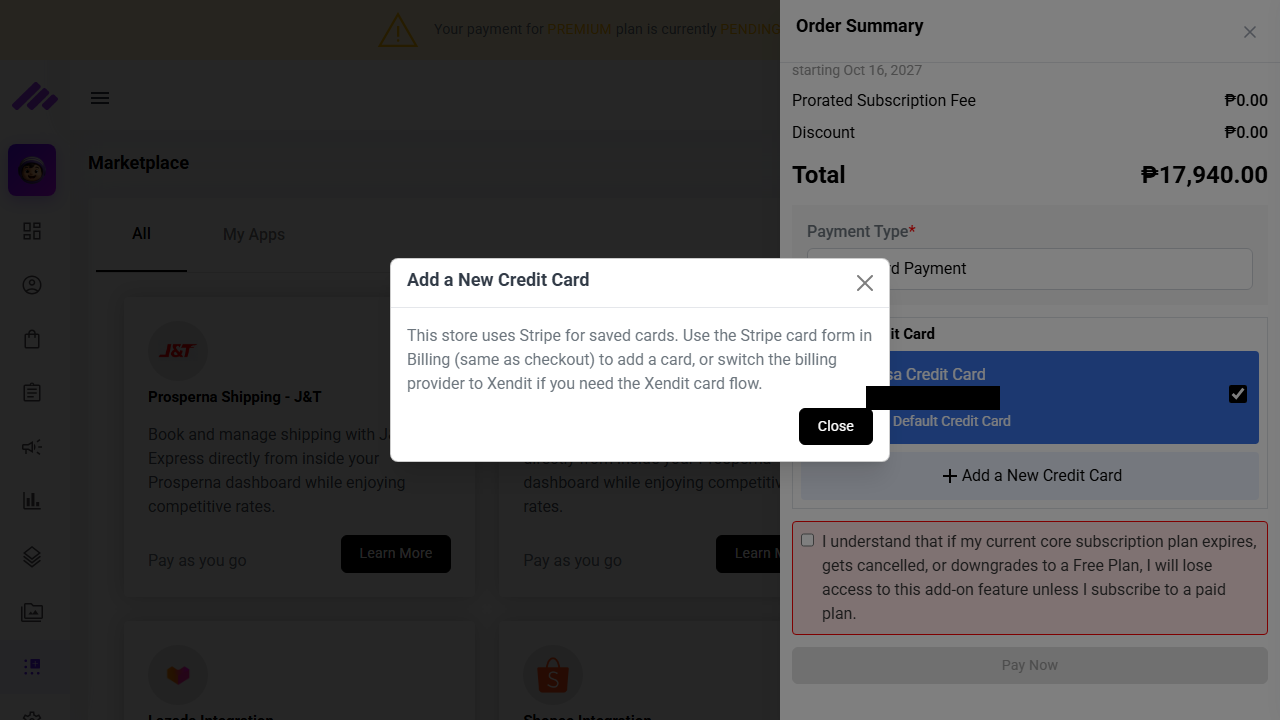 Your payment for PREMIUM plan is currently PENDING
Order Summary
starting Oct 16, 2027
Prorated Subscription Fee ₱0.00
Discount ₱0.00
Total ₱17,940.00
Payment Type*
d Payment
it Card
sa Credit Card
Default Credit Card
Add a New Credit Card
I understand that if my current core subscription plan expires,
gets cancelled, or downgrades to a Free Plan, I will lose
access to this add-on feature unless I subscribe to a paid
plan.
Pay Now
Marketplace
All My Apps
J&T
Prosperna Shipping - J&T
Book and manage shipping with J&
Express directly from inside your
Prosperna dashboard while enjoying
competitive rates.
Pay as you go Learn More
directly from inside your Prosperna
dashboard while enjoying competitiv
rates.
Pay as you go Learn M
Lazada Integration
Shopee Integration
Add a New Credit Card
This store uses Stripe for saved cards. Use the Stripe card form in
Billing (same as checkout) to add a card, or switch the billing
provider to Xendit if you need the Xendit card flow.
Close